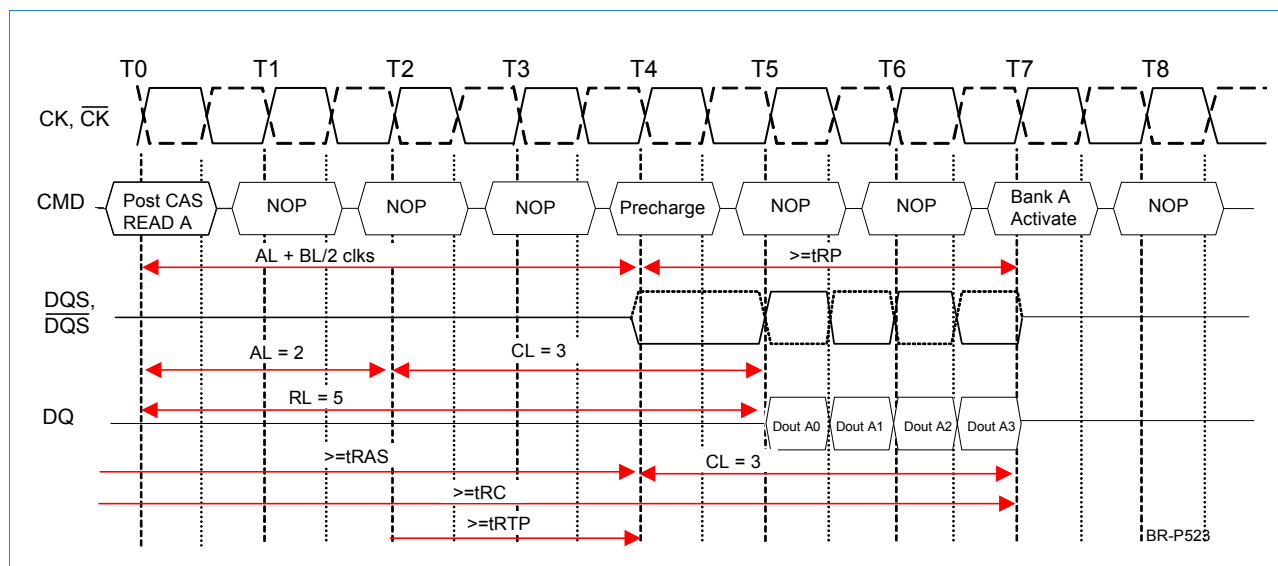 T0 T1 T2 T3 T4 T5 T6 T7 T8
CK, CK
CMD
Post CAS
READ A
NOP
NOP
NOP
Precharge
NOP
NOP
Bank A
Activate
NOP
AL + BL/2 clks
>=tRP
DQS,
DQS
AL = 2
CL = 3
RL = 5
DQ
Dout A0
Dout A1
Dout A2
Dout A3
>=tRAS
CL = 3
>=tRC
>=tRTP
BR-P523